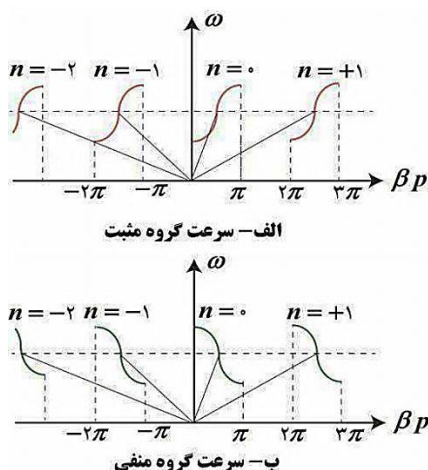 ω
n = −۲ n = −۱ n = ۰ n = +۱
βp
−۲π −π π ۲π ۳π
الف– سرعت گروه مثبت
ω
n = −۲ n = −۱ n = ۰ n = +۱
βp
−۲π −π π ۲π ۳π
ب– سرعت گروه منفی